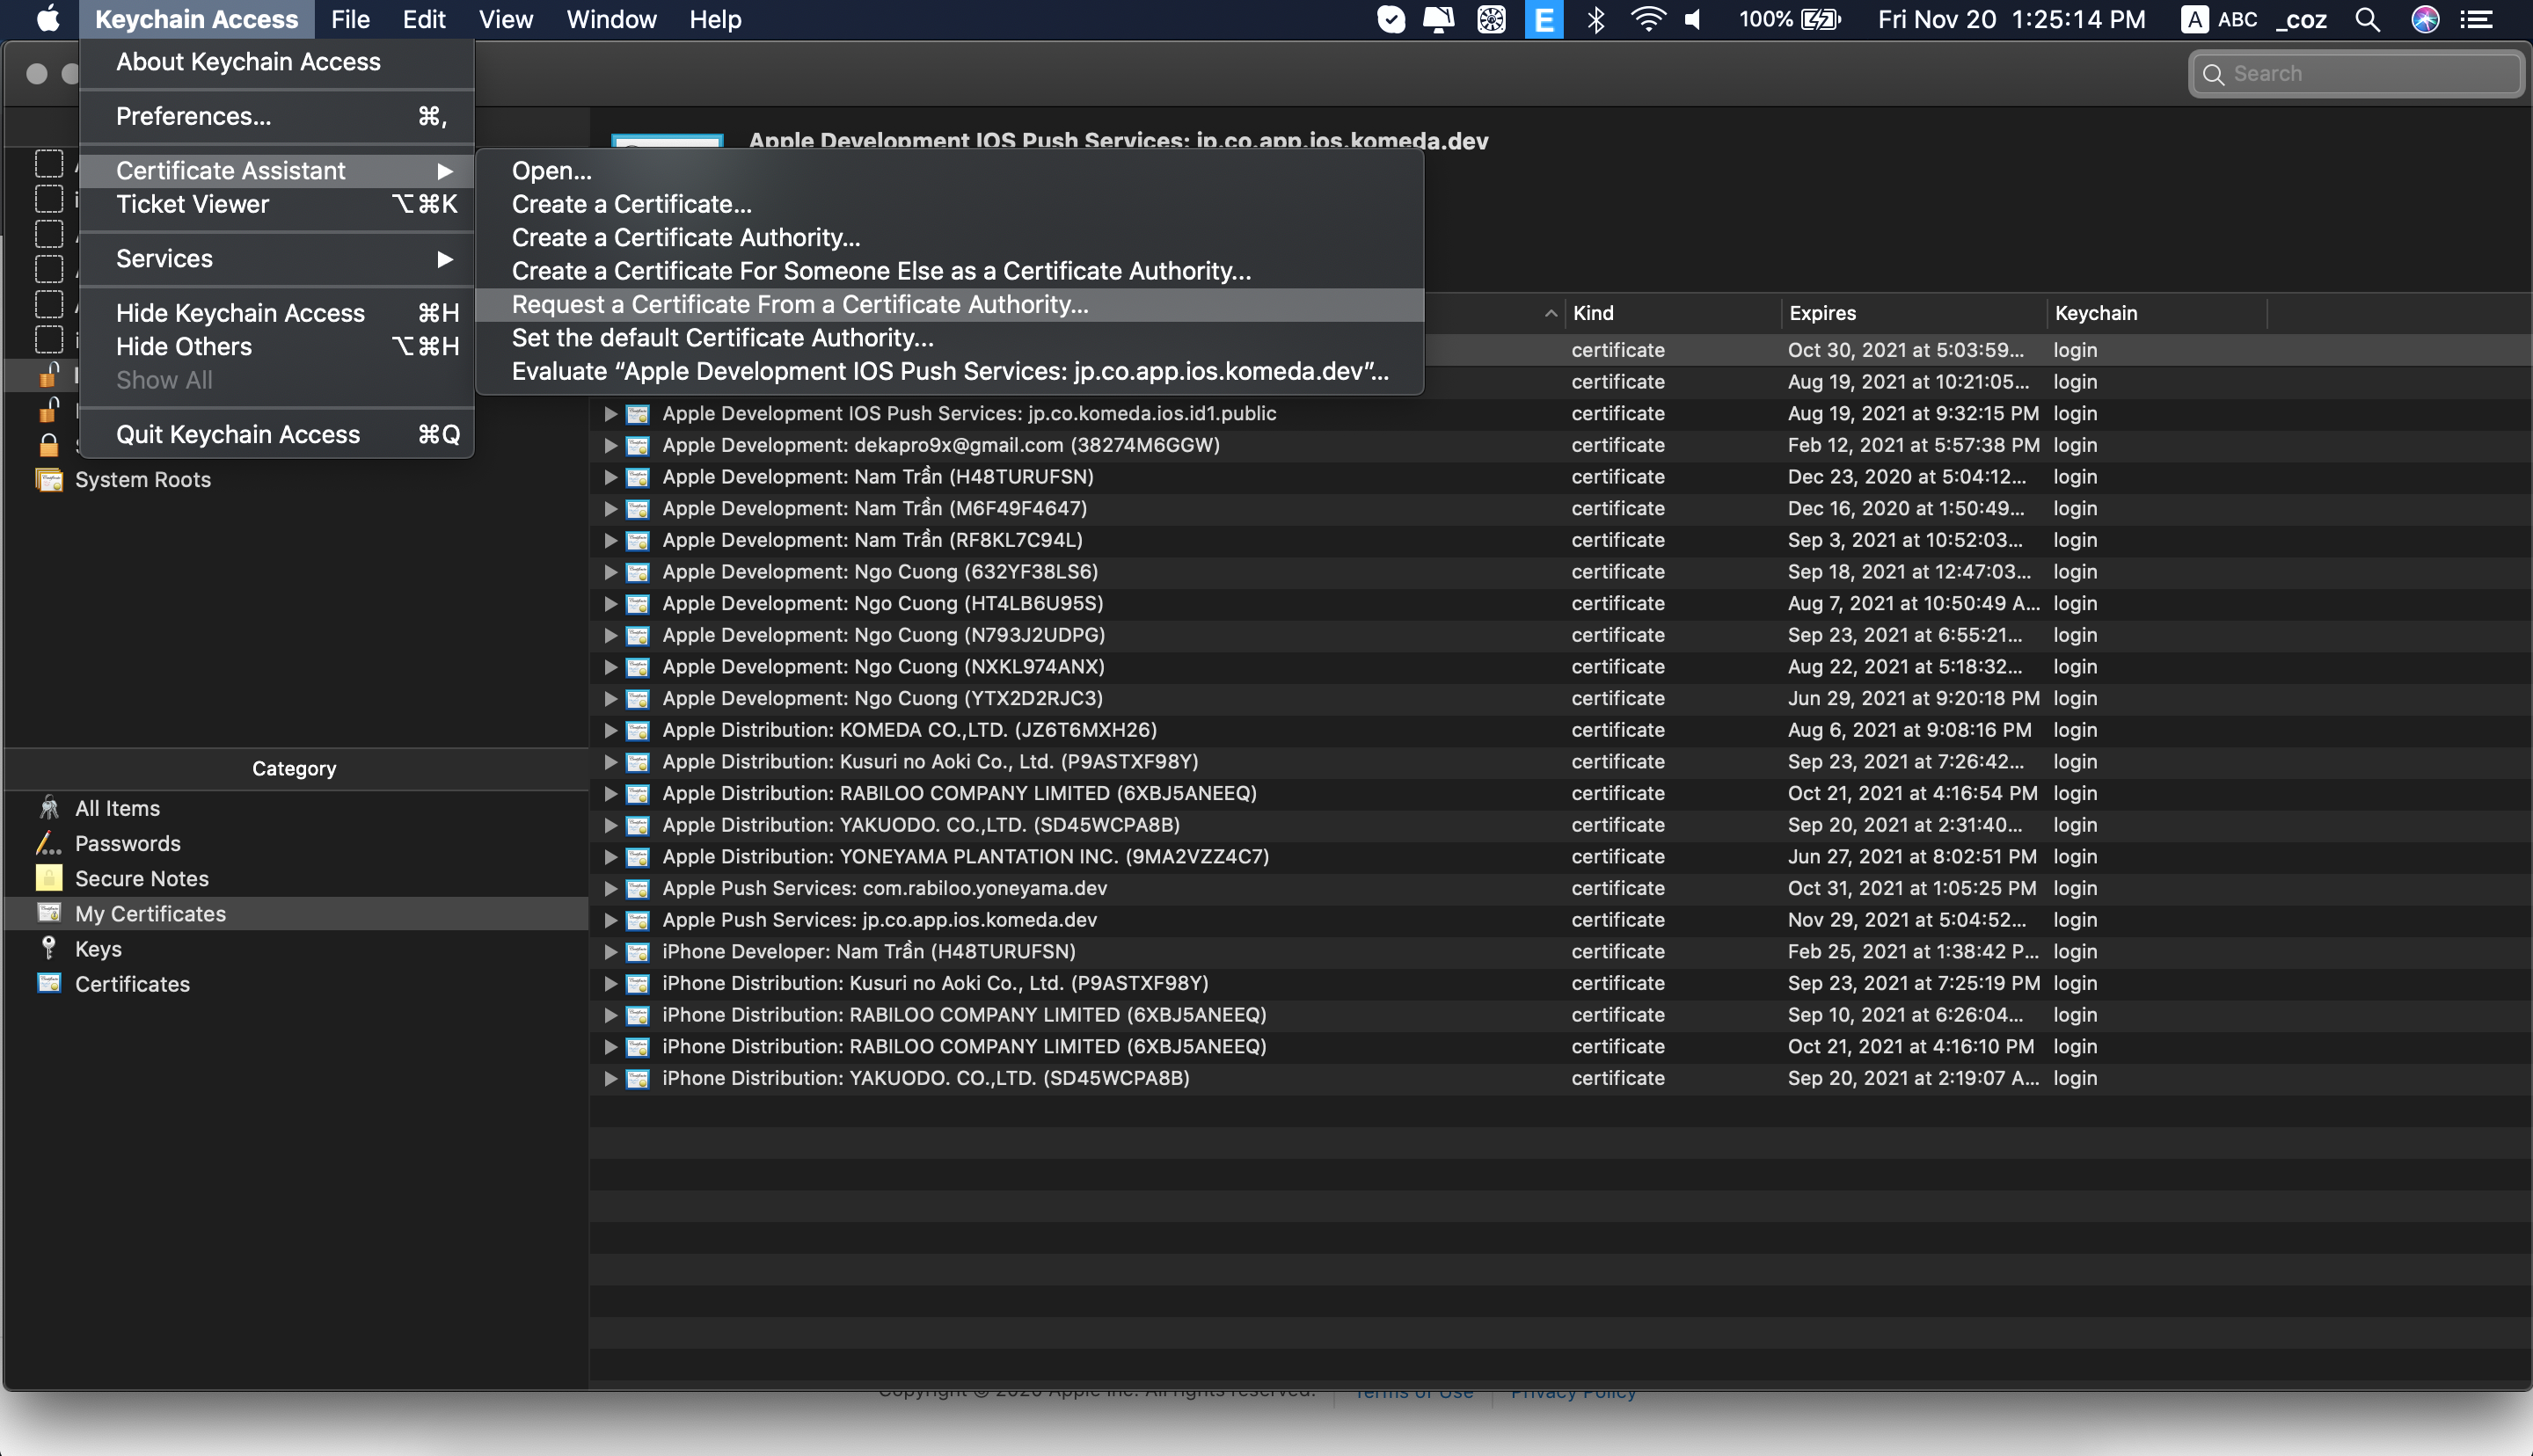 Keychain Access File Edit View Window Help 100% Fri Nov 20 1:25:14 PM A ABC _coz
About Keychain Access
Preferences... ⌘,
Certificate Assistant ▶
Ticket Viewer ⌥⌘K
Services ▶
Hide Keychain Access ⌘H
Hide Others ⌥⌘H
Show All
Quit Keychain Access ⌘Q
Search
Apple Development IOS Push Services: jp.co.app.ios.komeda.dev
Open...
Create a Certificate...
Create a Certificate Authority...
Create a Certificate For Someone Else as a Certificate Authority...
Request a Certificate From a Certificate Authority...
Set the default Certificate Authority...
Evaluate “Apple Development IOS Push Services: jp.co.app.ios.komeda.dev”...
System Roots
Category
All Items
Passwords
Secure Notes
My Certificates
Keys
Certificates
Kind Expires Keychain
certificate Oct 30, 2021 at 5:03:59... login
certificate Aug 19, 2021 at 10:21:05... login
Apple Development IOS Push Services: jp.co.komeda.ios.id1.public certificate Aug 19, 2021 at 9:32:15 PM login
Apple Development: dekapro9x@gmail.com (38274M6GGW) certificate Feb 12, 2021 at 5:57:38 PM login
Apple Development: Nam Trần (H48TURUFSN) certificate Dec 23, 2020 at 5:04:12... login
Apple Development: Nam Trần (M6F49F4647) certificate Dec 16, 2020 at 1:50:49... login
Apple Development: Nam Trần (RF8KL7C94L) certificate Sep 3, 2021 at 10:52:03... login
Apple Development: Ngo Cuong (632YF38LS6) certificate Sep 18, 2021 at 12:47:03... login
Apple Development: Ngo Cuong (HT4LB6U95S) certificate Aug 7, 2021 at 10:50:49 A... login
Apple Development: Ngo Cuong (N793J2UDPG) certificate Sep 23, 2021 at 6:55:21... login
Apple Development: Ngo Cuong (NXKL974ANX) certificate Aug 22, 2021 at 5:18:32... login
Apple Development: Ngo Cuong (YTX2D2RJC3) certificate Jun 29, 2021 at 9:20:18 PM login
Apple Distribution: KOMEDA CO.,LTD. (JZ6T6MXH26) certificate Aug 6, 2021 at 9:08:16 PM login
Apple Distribution: Kusuri no Aoki Co., Ltd. (P9ASTXF98Y) certificate Sep 23, 2021 at 7:26:42... login
Apple Distribution: RABILOO COMPANY LIMITED (6XBJ5ANEEQ) certificate Oct 21, 2021 at 4:16:54 PM login
Apple Distribution: YAKUODO. CO.,LTD. (SD45WCPA8B) certificate Sep 20, 2021 at 2:31:40... login
Apple Distribution: YONEYAMA PLANTATION INC. (9MA2VZZ4C7) certificate Jun 27, 2021 at 8:02:51 PM login
Apple Push Services: com.rabiloo.yoneyama.dev certificate Oct 31, 2021 at 1:05:25 PM login
Apple Push Services: jp.co.app.ios.komeda.dev certificate Nov 29, 2021 at 5:04:52... login
iPhone Developer: Nam Trần (H48TURUFSN) certificate Feb 25, 2021 at 1:38:42 P... login
iPhone Distribution: Kusuri no Aoki Co., Ltd. (P9ASTXF98Y) certificate Sep 23, 2021 at 7:25:19 PM login
iPhone Distribution: RABILOO COMPANY LIMITED (6XBJ5ANEEQ) certificate Sep 10, 2021 at 6:26:04... login
iPhone Distribution: RABILOO COMPANY LIMITED (6XBJ5ANEEQ) certificate Oct 21, 2021 at 4:16:10 PM login
iPhone Distribution: YAKUODO. CO.,LTD. (SD45WCPA8B) certificate Sep 20, 2021 at 2:19:07 A... login
Copyright © 2020 Apple Inc. All rights reserved. Terms of Use Privacy Policy